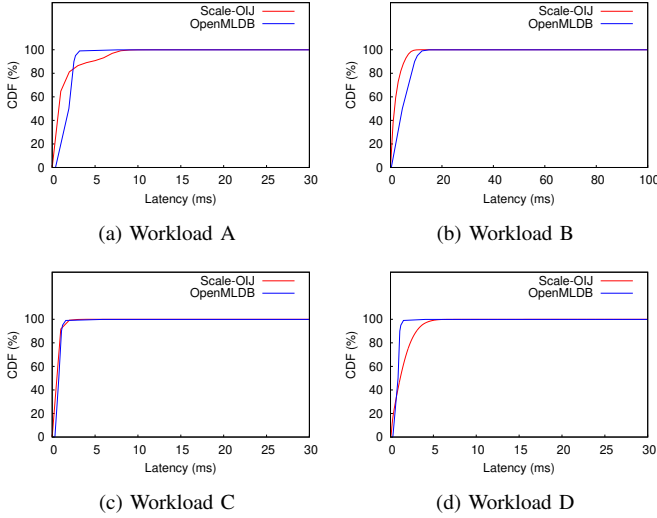 Scale-OIJ
OpenMLDB
CDF (%)
100
80
60
40
20
0
0 5 10 15 20 25 30
Latency (ms)
(a) Workload A
Scale-OIJ
OpenMLDB
CDF (%)
100
80
60
40
20
0
0 20 40 60 80 100
Latency (ms)
(b) Workload B
Scale-OIJ
OpenMLDB
CDF (%)
100
80
60
40
20
0
0 5 10 15 20 25 30
Latency (ms)
(c) Workload C
Scale-OIJ
OpenMLDB
CDF (%)
100
80
60
40
20
0
0 5 10 15 20 25 30
Latency (ms)
(d) Workload D